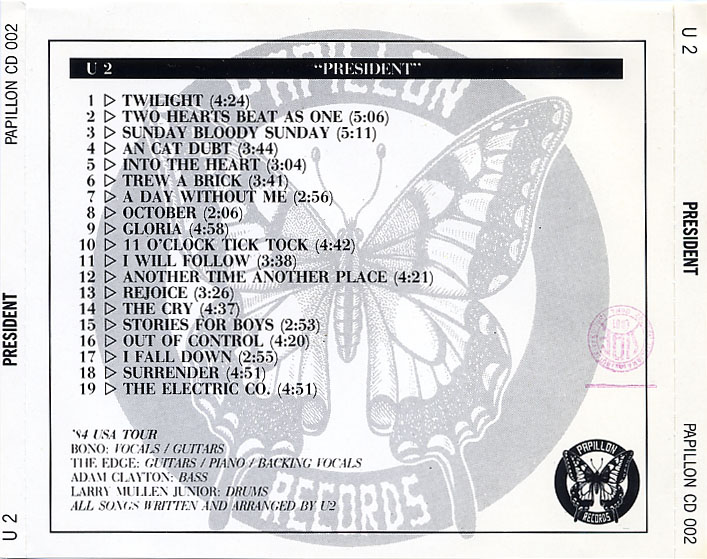 PAPILLON CD 002
PRESIDENT
U 2
U 2 "PRESIDENT"
PAPILLON
1 ▷ TWILIGHT (4:24)
2 ▷ TWO HEARTS BEAT AS ONE (5:06)
3 ▷ SUNDAY BLOODY SUNDAY (5:11)
4 ▷ AN CAT DUBT (3:44)
5 ▷ INTO THE HEART (3:04)
6 ▷ TREW A BRICK (3:41)
7 ▷ A DAY WITHOUT ME (2:56)
8 ▷ OCTOBER (2:06)
9 ▷ GLORIA (4:58)
10 ▷ 11 O'CLOCK TICK TOCK (4:42)
11 ▷ I WILL FOLLOW (3:38)
12 ▷ ANOTHER TIME ANOTHER PLACE (4:21)
13 ▷ REJOICE (3:26)
14 ▷ THE CRY (4:37)
15 ▷ STORIES FOR BOYS (2:53)
16 ▷ OUT OF CONTROL (4:20)
17 ▷ I FALL DOWN (2:55)
18 ▷ SURRENDER (4:51)
19 ▷ THE ELECTRIC CO. (4:51)
'84 USA TOUR
BONO: VOCALS / GUITARS
THE EDGE: GUITARS / PIANO / BACKING VOCALS
ADAM CLAYTON: BASS
LARRY MULLEN JUNIOR: DRUMS
ALL SONGS WRITTEN AND ARRANGED BY U2
RECORDS
PAPILLON
RECORDS
U 2
PRESIDENT
PAPILLON CD 002